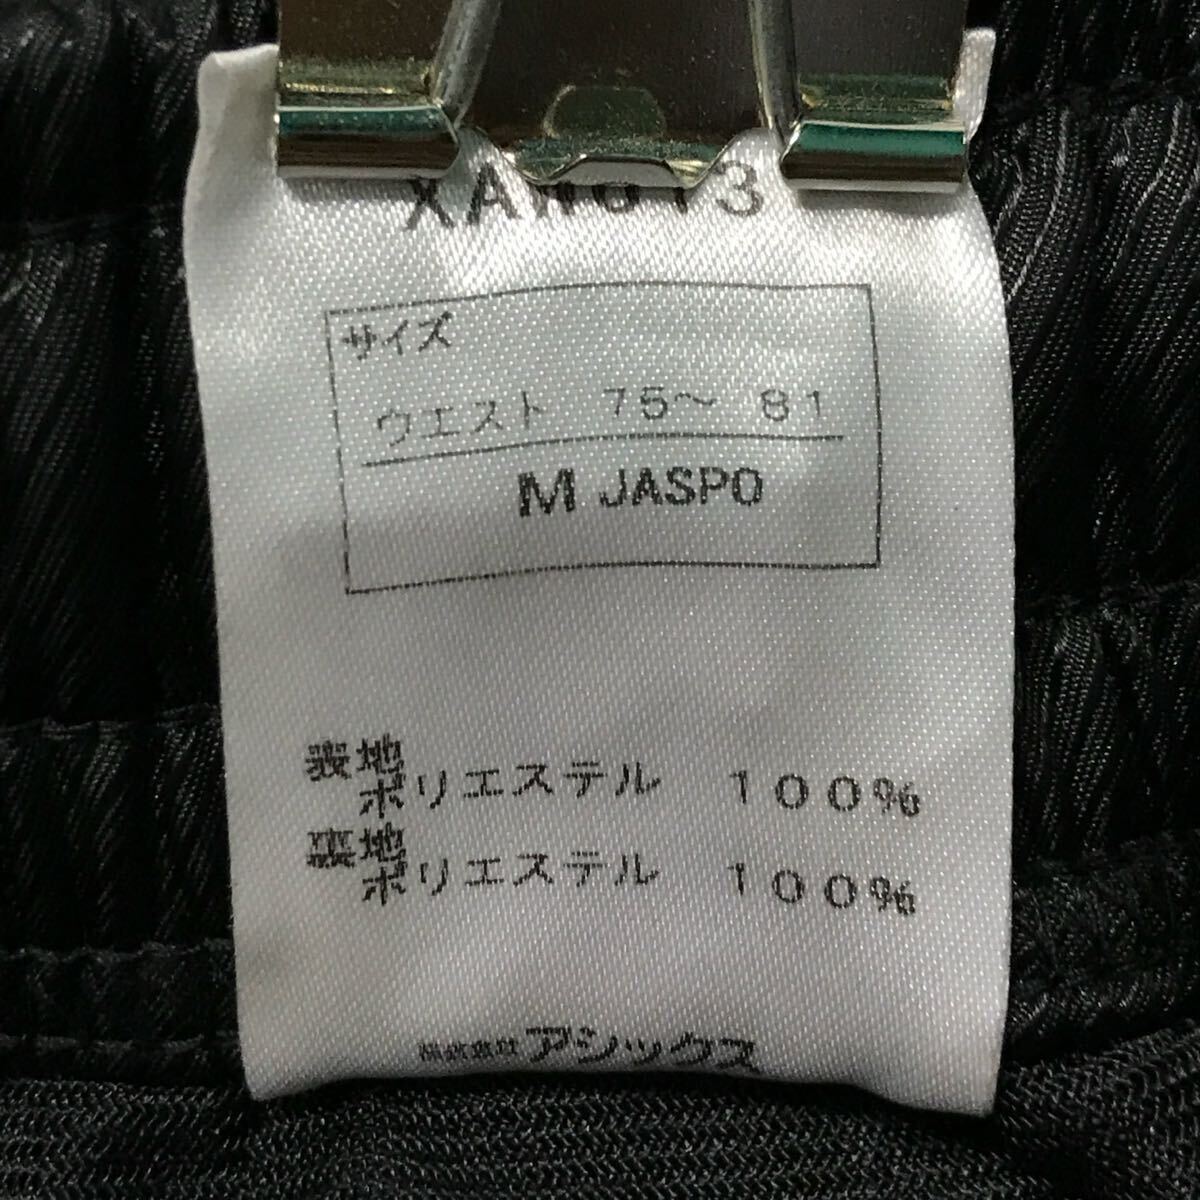 サイズ
ウエスト 75〜 81
M JASPO
表地
ポリエステル 100%
裏地
ポリエステル 100%
株式会社アシックス